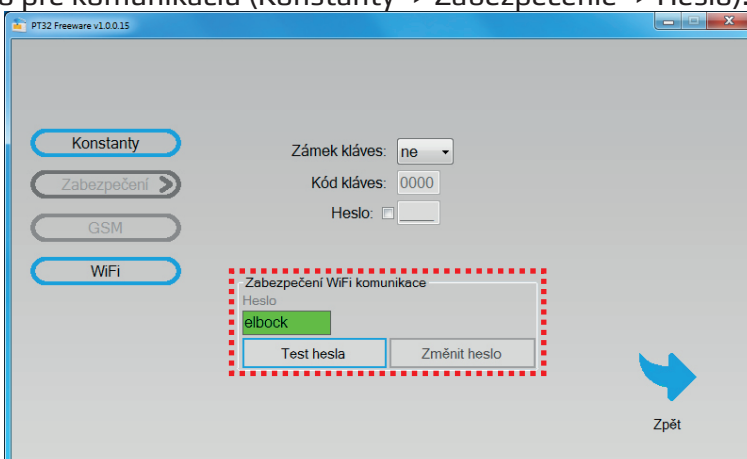 pre komunikáciu (Konštanty -> Zabezpečenie -> Heslo).
PT32 Freeware v1.0.0.15
Konstanty
Zabezpečení
GSM
WiFi
Zámek kláves: ne
Kód kláves: 0000
Heslo:
Zabezpečení WiFi komunikace
Heslo
elbock
Test hesla
Změnit heslo
Zpět